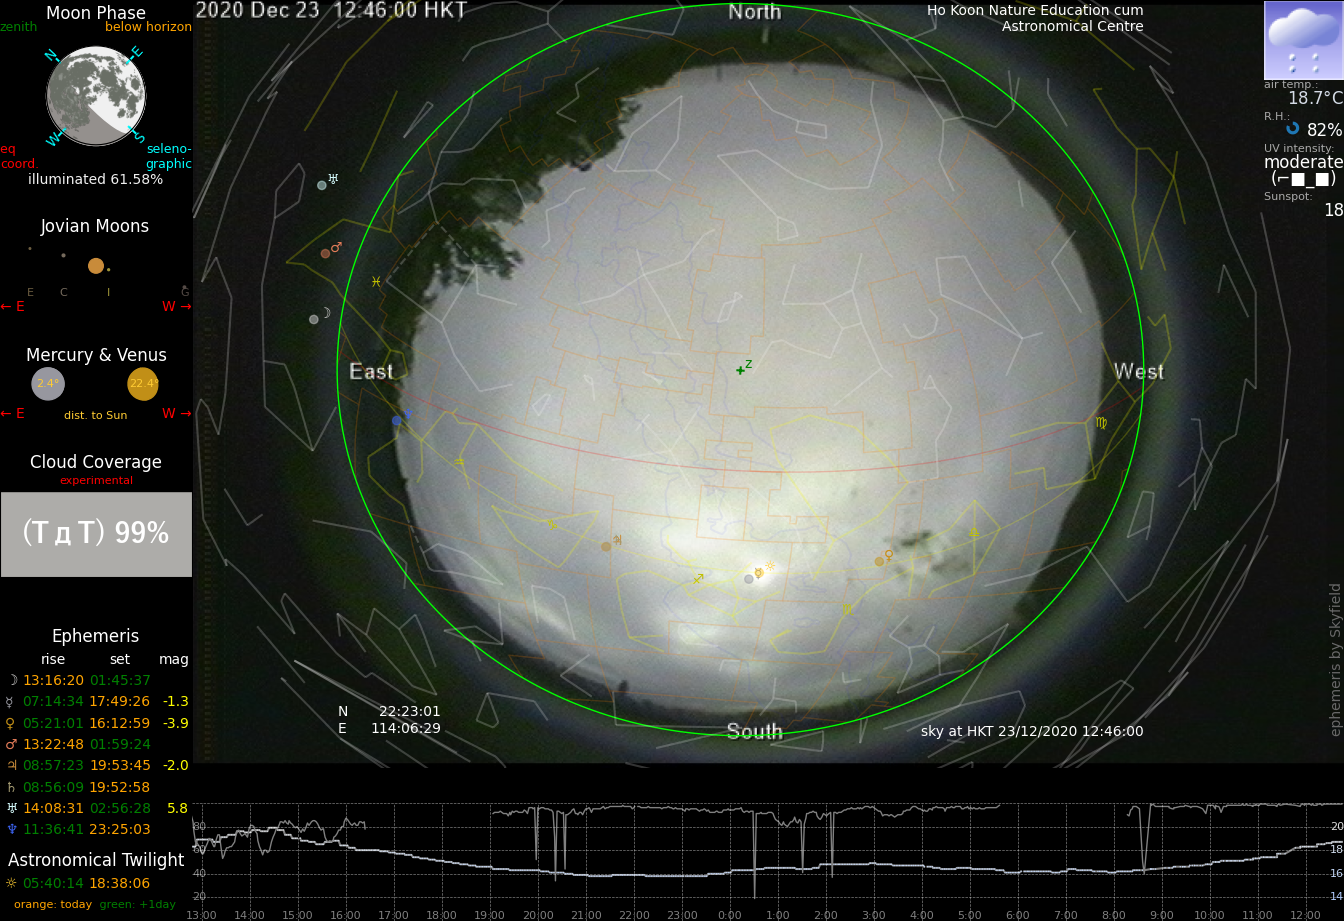 Moon Phase
zenith
below horizon
N
E
W
S
eq
coord.
seleno-
graphic
illuminated 61.58%
Jovian Moons
E C I G
← E W →
Mercury & Venus
2.4° 22.4°
← E dist. to Sun W →
Cloud Coverage
experimental
(T д T) 99%
Ephemeris
rise set mag
☽ 13:16:20 01:45:37
☿ 07:14:34 17:49:26 -1.3
♀ 05:21:01 16:12:59 -3.9
♂ 13:22:48 01:59:24
♃ 08:57:23 19:53:45 -2.0
♄ 08:56:09 19:52:58
♅ 14:08:31 02:56:28 5.8
♆ 11:36:41 23:25:03
Astronomical Twilight
☼ 05:40:14 18:38:06
orange: today green: +1day
2020 Dec 23 12:46:00 HKT
North
Ho Koon Nature Education cum
Astronomical Centre
♅
♂
♓
☽
Z
East
West
♆
♍
♒
♑
♃
♎
♀
☿
☼
♐
♏
N 22:23:01
E 114:06:29
South
sky at HKT 23/12/2020 12:46:00
air temp.:
18.7°C
R.H.:
82%
UV intensity:
moderate
(⌐■_■)
Sunspot:
18
ephemeris by Skyfield
80
60
40
20
20
18
16
14
13:00 14:00 15:00 16:00 17:00 18:00 19:00 20:00 21:00 22:00 23:00 0:00 1:00 2:00 3:00 4:00 5:00 6:00 7:00 8:00 9:00 10:00 11:00 12:00